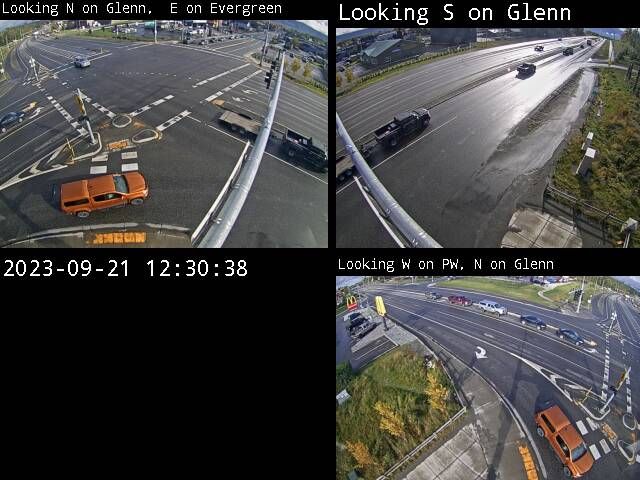 Looking N on Glenn, E on Evergreen
Looking S on Glenn
2023-09-21 12:30:38
Looking W on PW, N on Glenn